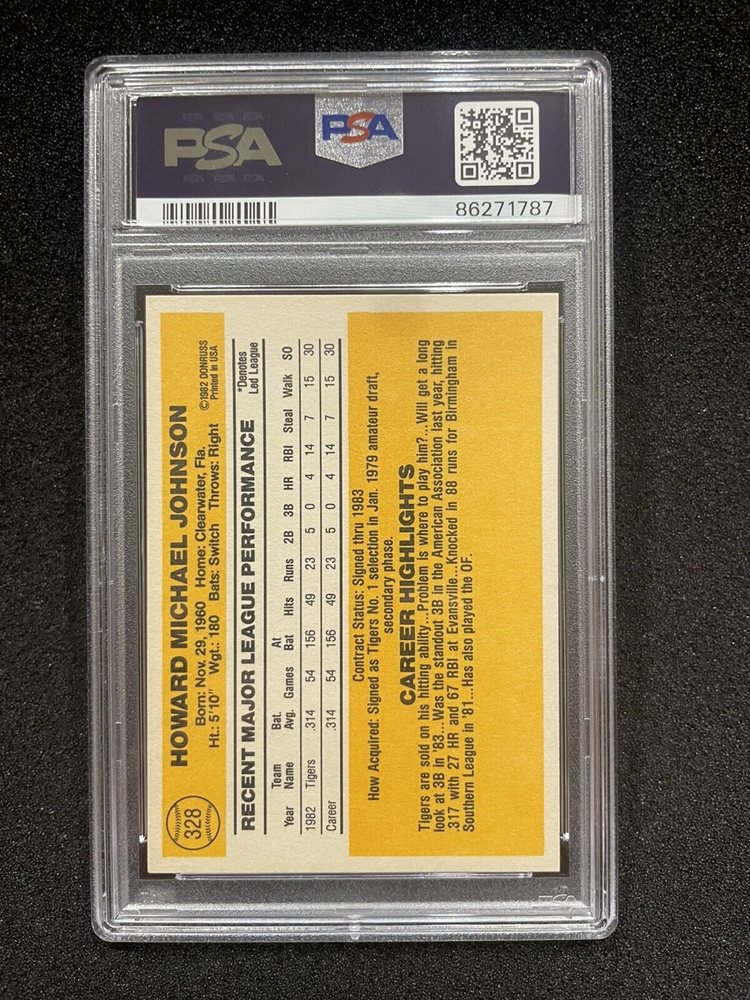 PSA
PSA
86271787
328
HOWARD MICHAEL JOHNSON
Born: Nov. 29, 1960 Home: Clearwater, Fla.
Ht.: 5'10" Wgt.: 180 Bats: Switch Throws: Right
©1982 DONRUSS
Printed in USA
RECENT MAJOR LEAGUE PERFORMANCE
*Denotes
Led League
Year Team Name Bat. Avg. Games At Bat Hits Runs 2B 3B HR RBI Steal Walk SO
1982 Tigers .314 54 156 49 23 5 0 4 14 7 15 30
Career .314 54 156 49 23 5 0 4 14 7 15 30
Contract Status: Signed thru 1983
How Acquired: Signed as Tigers No. 1 selection in Jan. 1979 amateur draft,
secondary phase.
CAREER HIGHLIGHTS
Tigers are sold on his hitting ability...Problem is where to play him?...Will get a long
look at 3B in '83...Was the standout 3B in the American Association last year, hitting
.317 with 27 HR and 67 RBI at Evansville...Knocked in 88 runs for Birmingham in
Southern League in '81...Has also played the OF.
PSA